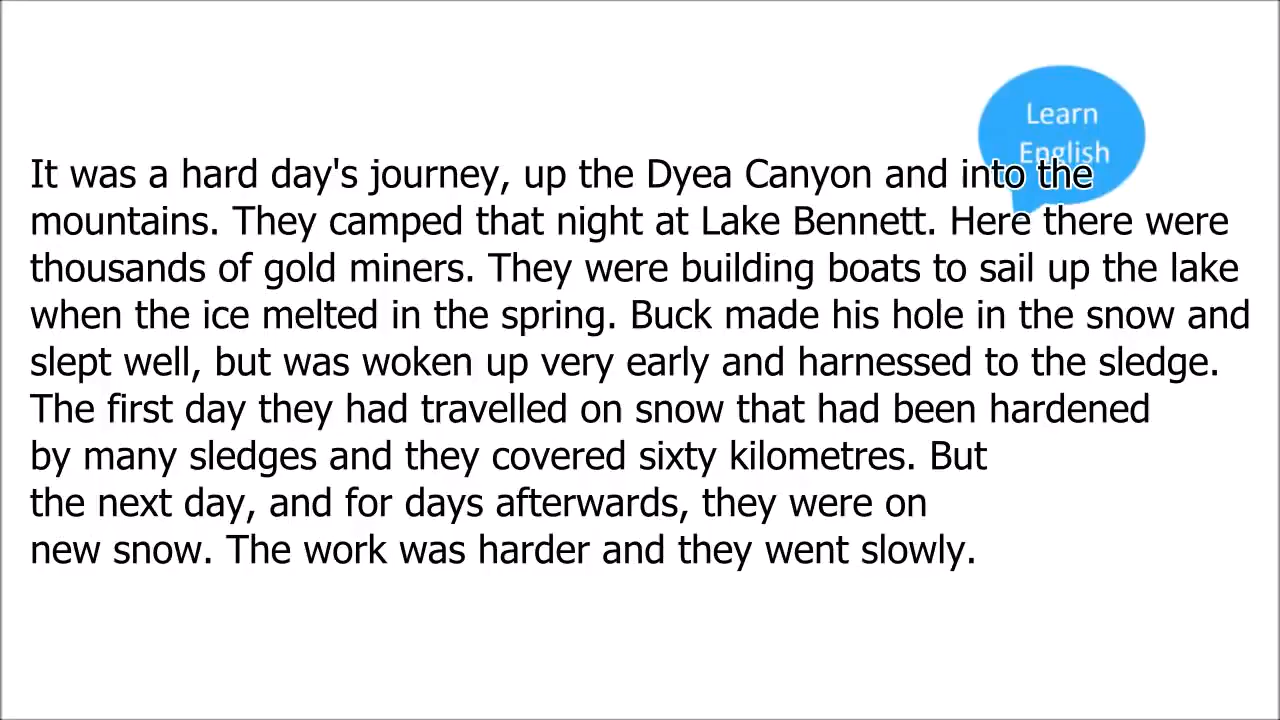 Learn
English
It was a hard day's journey, up the Dyea Canyon and into the
mountains. They camped that night at Lake Bennett. Here there were
thousands of gold miners. They were building boats to sail up the lake
when the ice melted in the spring. Buck made his hole in the snow and
slept well, but was woken up very early and harnessed to the sledge.
The first day they had travelled on snow that had been hardened
by many sledges and they covered sixty kilometres. But
the next day, and for days afterwards, they were on
new snow. The work was harder and they went slowly.